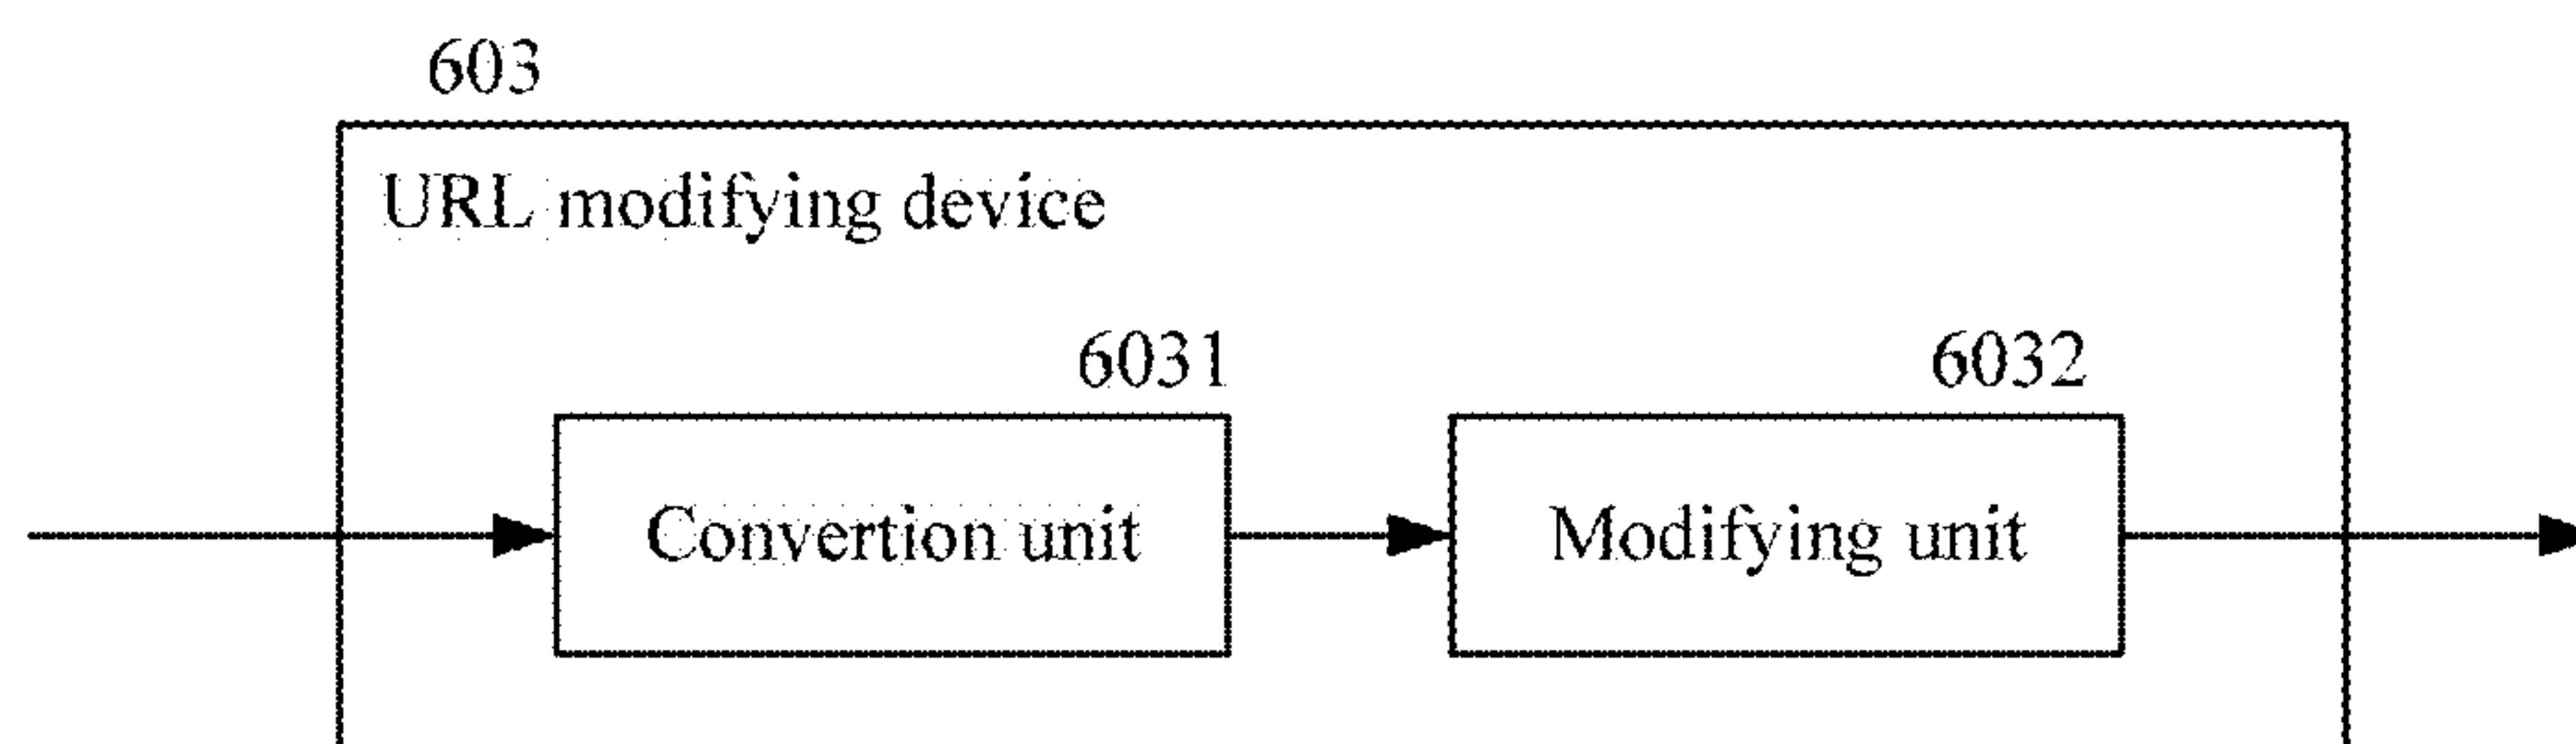 603
URL modifying device
6031
6032
Convertion unit
Modifying unit